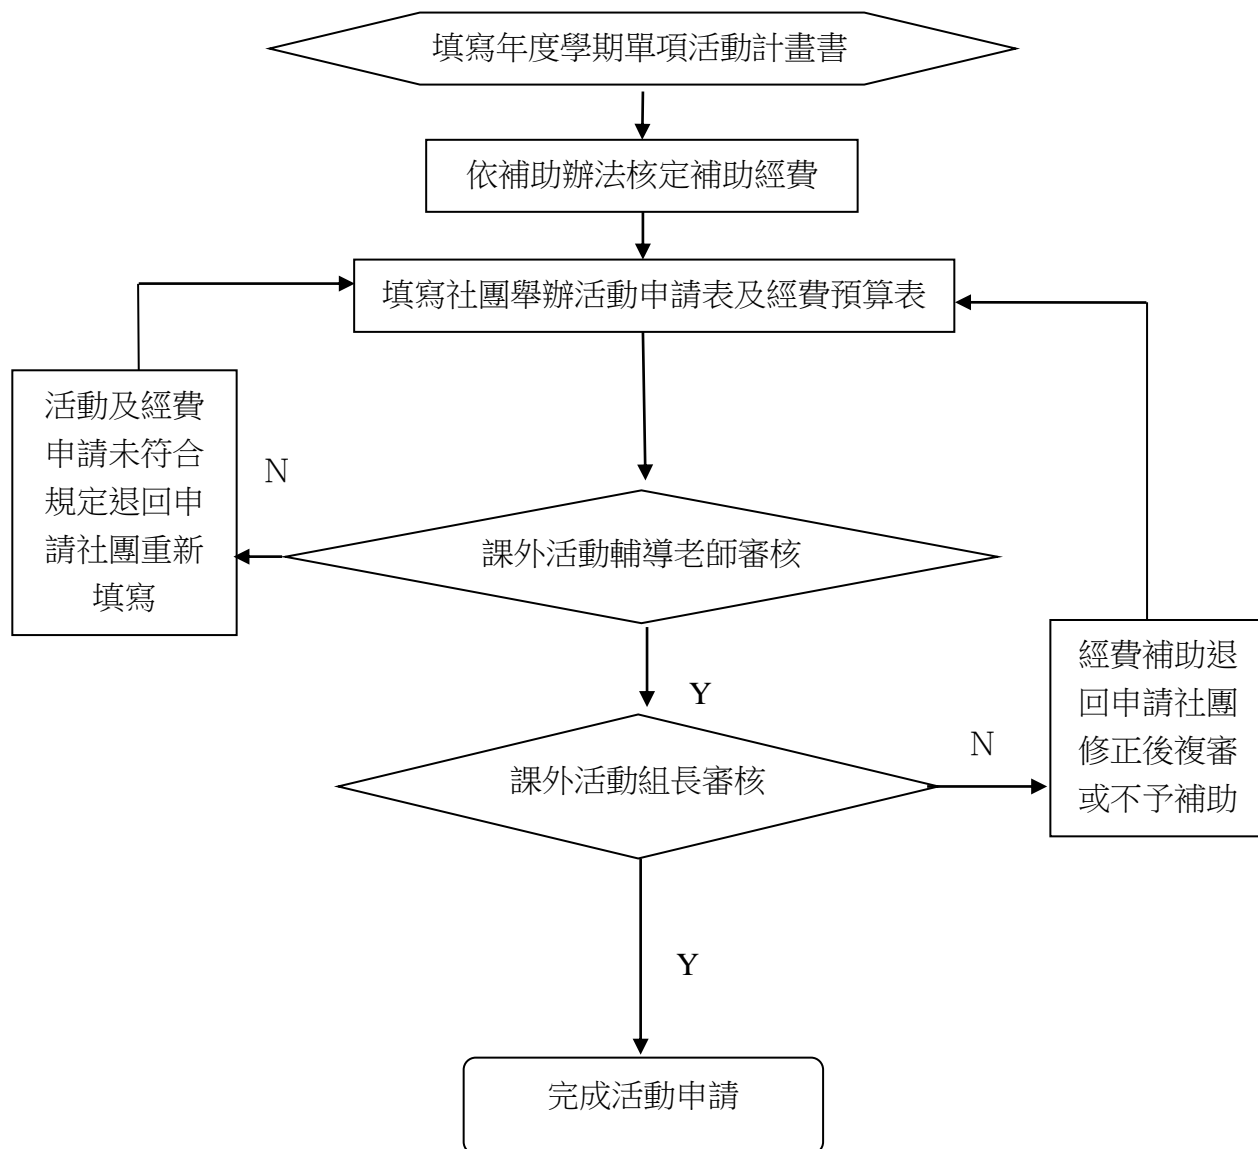 填寫年度學期單項活動計畫書
依補助辦法核定補助經費
填寫社團舉辦活動申請表及經費預算表
活動及經費
申請未符合
規定退回申
請社團重新
填寫
N
課外活動輔導老師審核
Y
經費補助退
回申請社團
修正後複審
或不予補助
N
課外活動組長審核
Y
完成活動申請